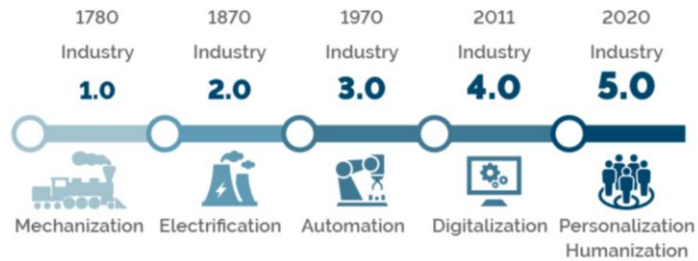 1780 1870 1970 2011 2020
Industry Industry Industry Industry Industry
1.0 2.0 3.0 4.0 5.0
Mechanization Electrification Automation Digitalization Personalization
Humanization